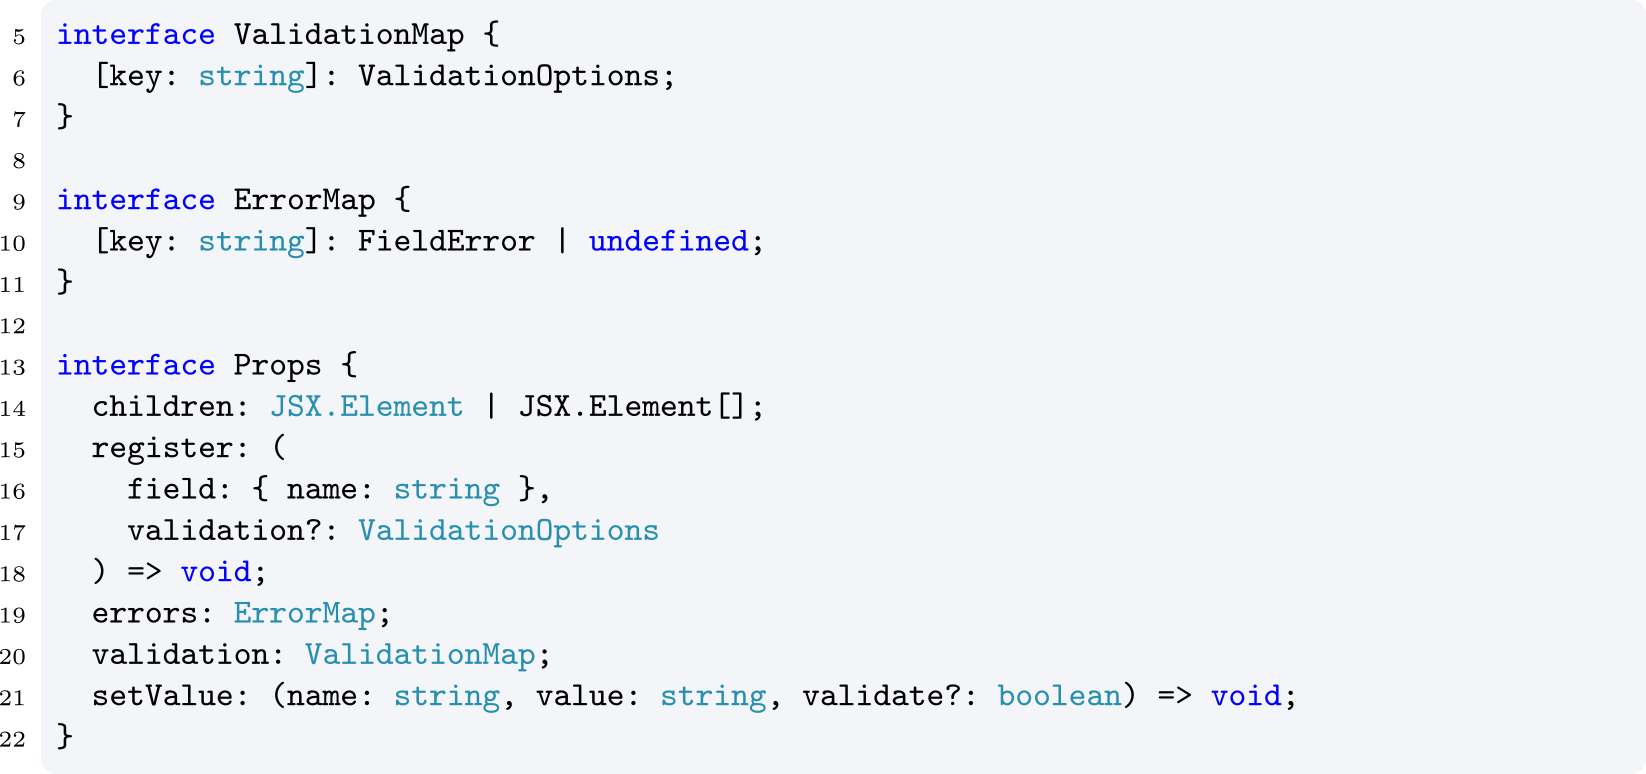 5 interface ValidationMap {
6   [key: string]: ValidationOptions;
7 }
8
9 interface ErrorMap {
10   [key: string]: FieldError | undefined;
11 }
12
13 interface Props {
14   children: JSX.Element | JSX.Element[];
15   register: (
16     field: { name: string },
17     validation?: ValidationOptions
18   ) => void;
19   errors: ErrorMap;
20   validation: ValidationMap;
21   setValue: (name: string, value: string, validate?: boolean) => void;
22 }